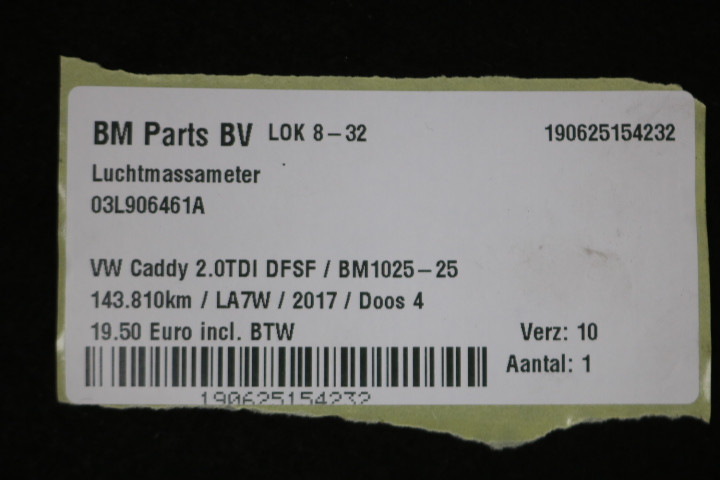 BM Parts BV LOK 8-32 190625154232
Luchtmassameter
03L906461A
VW Caddy 2.0TDI DFSF / BM1025-25
143.810km / LA7W / 2017 / Doos 4
19.50 Euro incl. BTW Verz: 10
Aantal: 1
190625154232